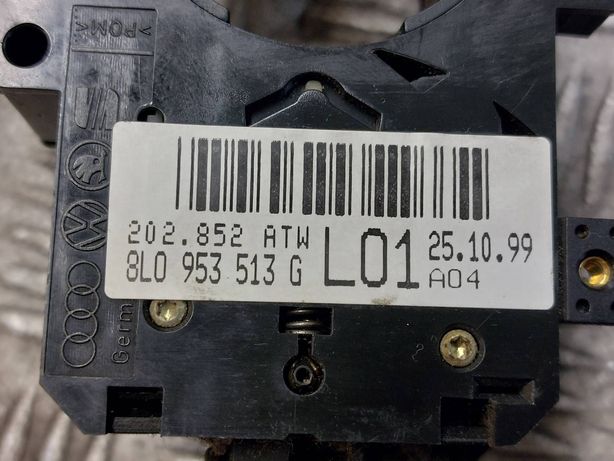 >POM<
202.852 ATW
8L0 953 513 G
L01
25.10.99
A04
Germ